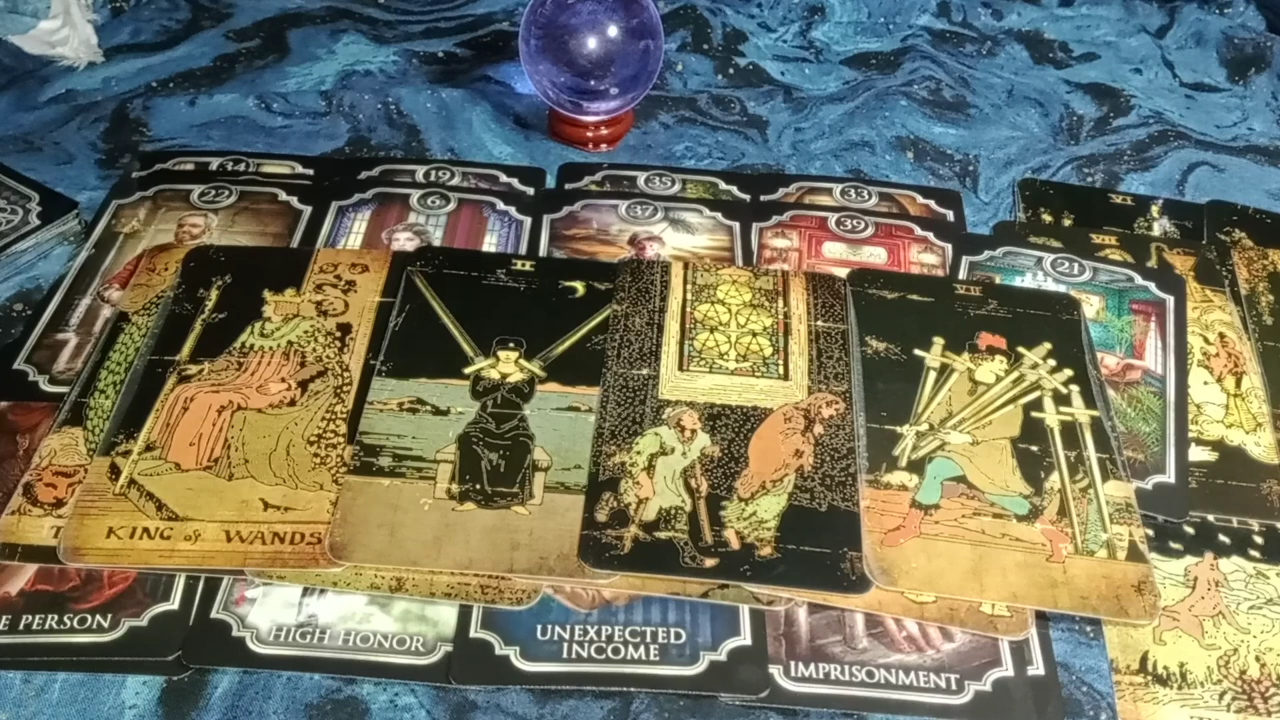 34
19
35
33
VI
22
6
37
39
VII
21
II
VII
T
KING of WANDS
E PERSON
HIGH HONOR
UNEXPECTED
INCOME
IMPRISONMENT